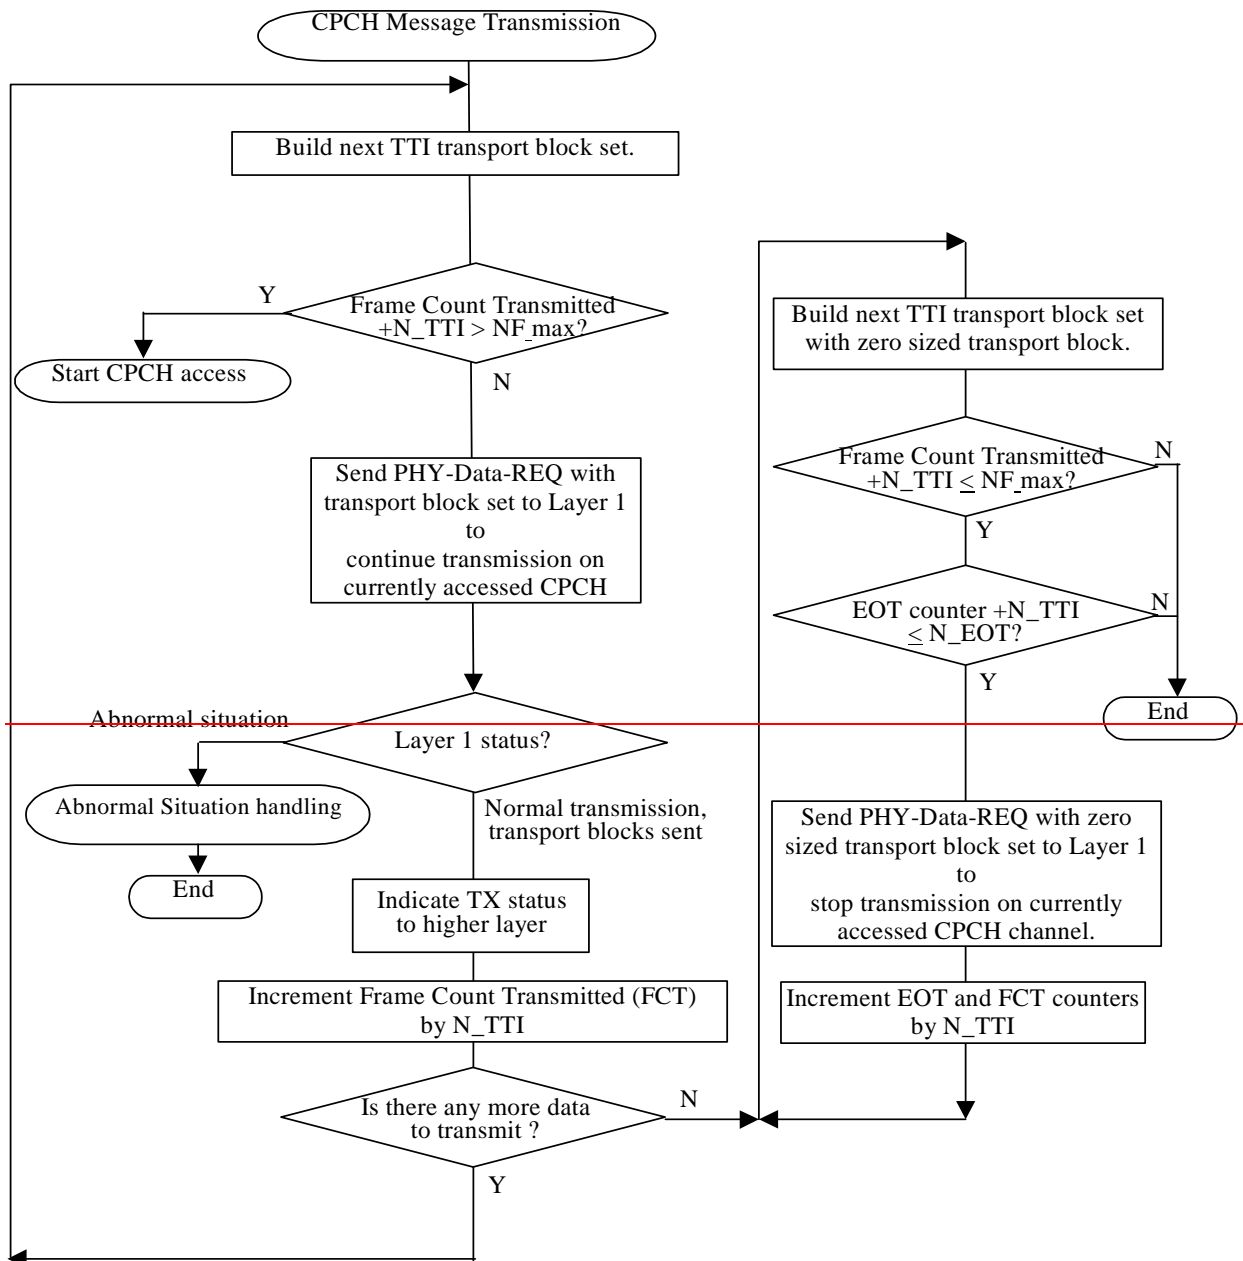 CPCH Message Transmission
Build next TTI transport block set.
Y
Frame Count Transmitted
+N_TTI > NF_max?
Start CPCH access
N
Send PHY-Data-REQ with
transport block set to Layer 1
to
continue transmission on
currently accessed CPCH
Abnormal situation
Layer 1 status?
Abnormal Situation handling
End
Normal transmission,
transport blocks sent
Indicate TX status
to higher layer
Increment Frame Count Transmitted (FCT)
by N_TTI
Is there any more data
to transmit ?
N
Y
Build next TTI transport block set
with zero sized transport block.
Frame Count Transmitted
+N_TTI ≤ NF_max?
N
Y
EOT counter +N_TTI
≤ N_EOT?
N
Y
End
Send PHY-Data-REQ with zero
sized transport block set to Layer 1
to
stop transmission on currently
accessed CPCH channel.
Increment EOT and FCT counters
by N_TTI